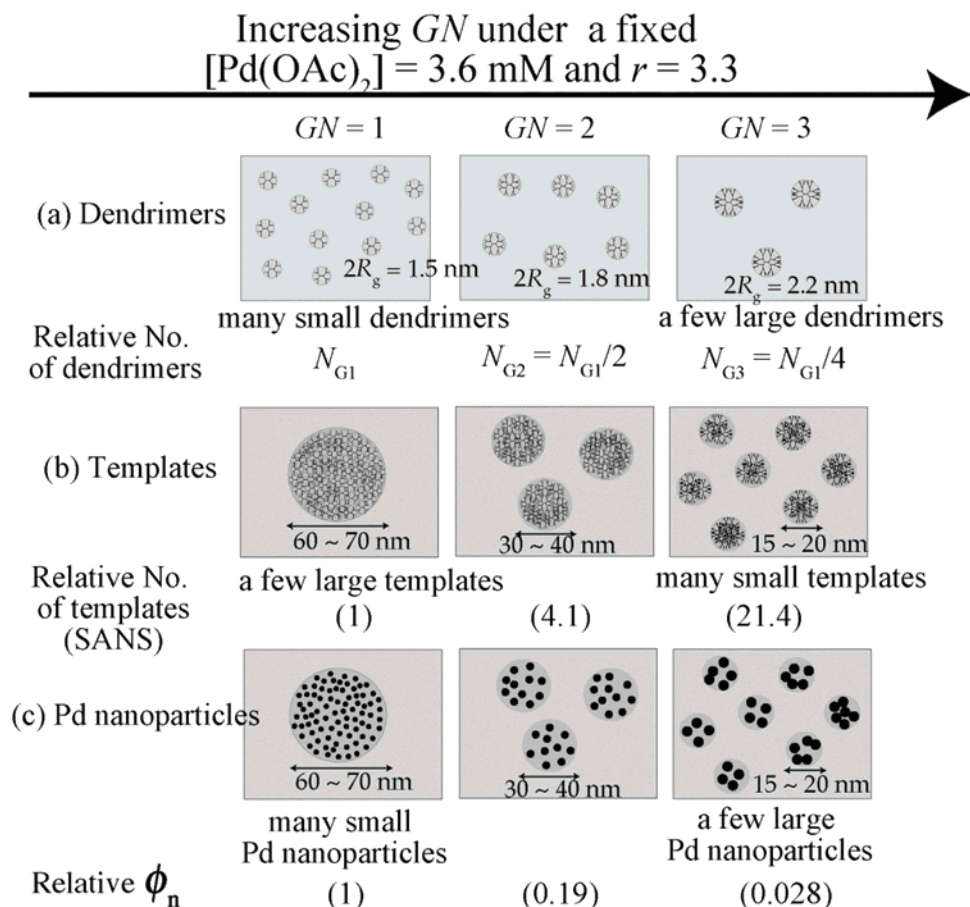 Increasing GN under a fixed
[Pd(OAc)₂] = 3.6 mM and r = 3.3
GN = 1
GN = 2
GN = 3
(a) Dendrimers
2Rg = 1.5 nm
2Rg = 1.8 nm
2Rg = 2.2 nm
many small dendrimers
a few large dendrimers
Relative No.
of dendrimers
NG1
NG2 = NG1/2
NG3 = NG1/4
(b) Templates
60 ~ 70 nm
30 ~ 40 nm
15 ~ 20 nm
Relative No.
of templates
(SANS)
a few large templates
many small templates
(1)
(4.1)
(21.4)
(c) Pd nanoparticles
60 ~ 70 nm
30 ~ 40 nm
15 ~ 20 nm
many small
Pd nanoparticles
a few large
Pd nanoparticles
Relative ϕn
(1)
(0.19)
(0.028)